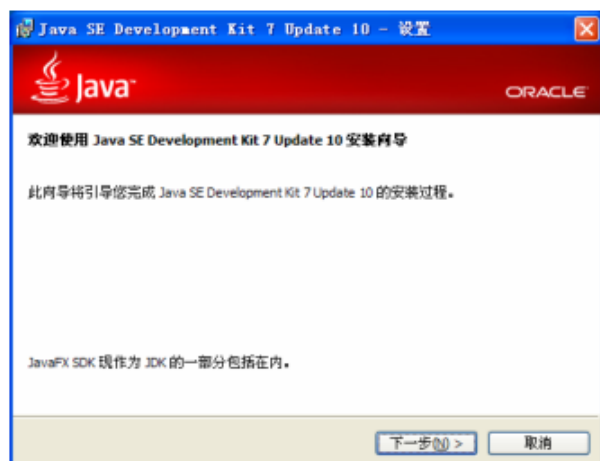 Java SE Development Kit 7 Update 10 - 设置
Java™
ORACLE
欢迎使用 Java SE Development Kit 7 Update 10 安装向导
此向导将引导您完成 Java SE Development Kit 7 Update 10 的安装过程。
JavaFX SDK 现作为 JDK 的一部分包括在内。
下一步(N) >
取消